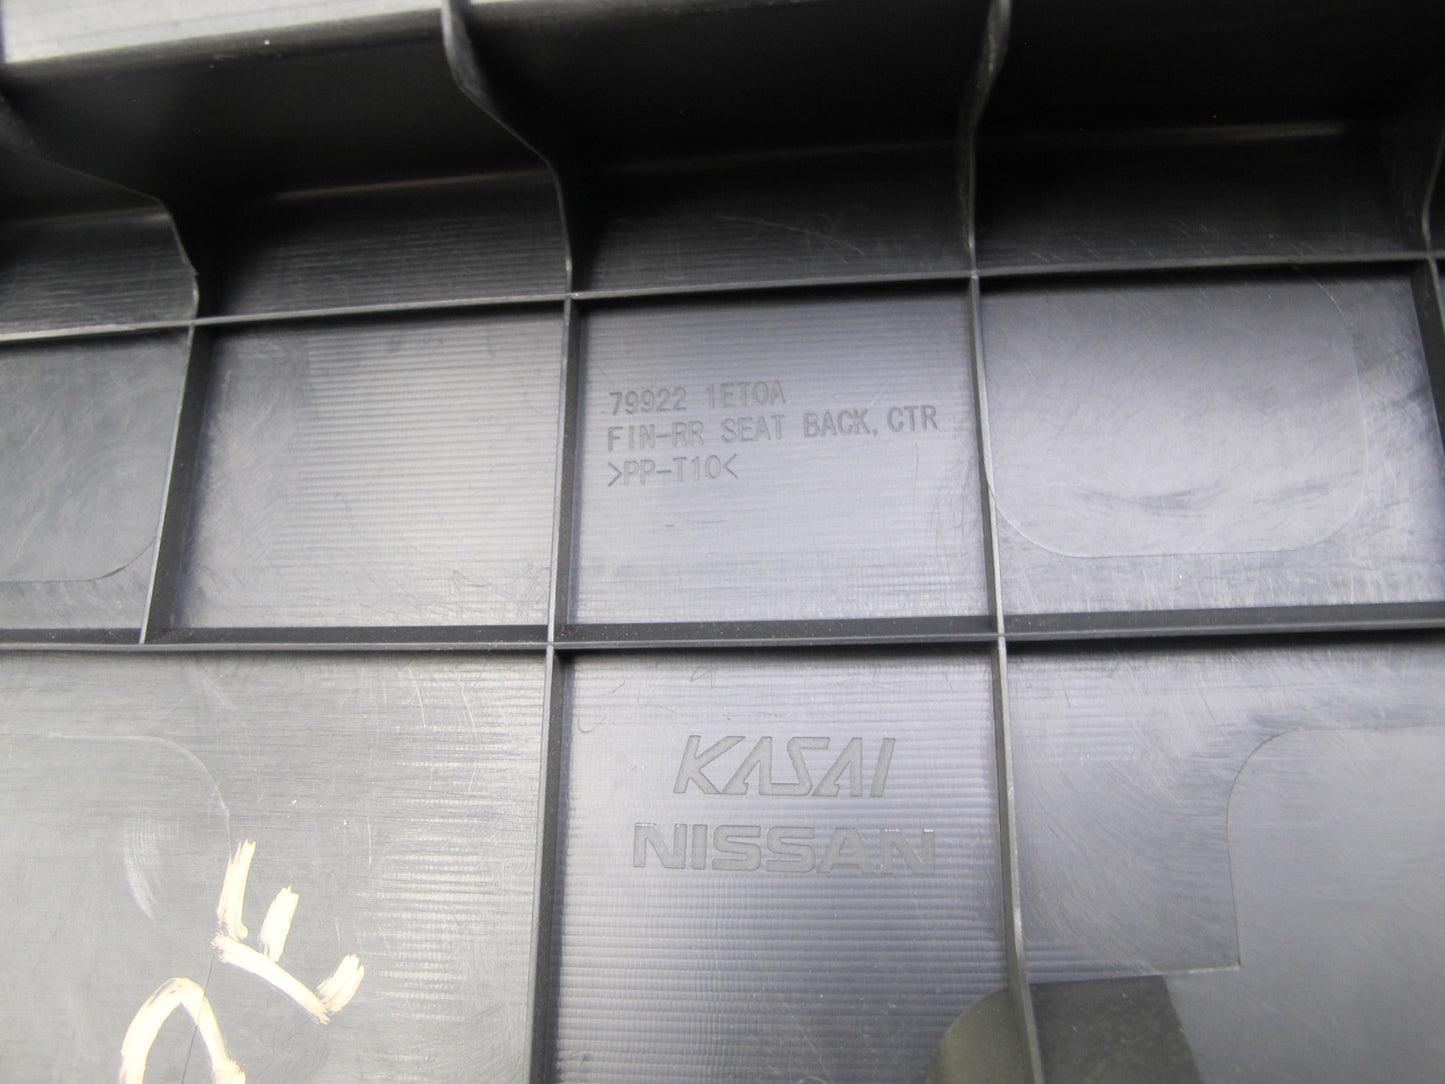 79922 1ET0A
FIN-RR SEAT BACK, CTR
>PP-T10<
KASAI
NISSAN